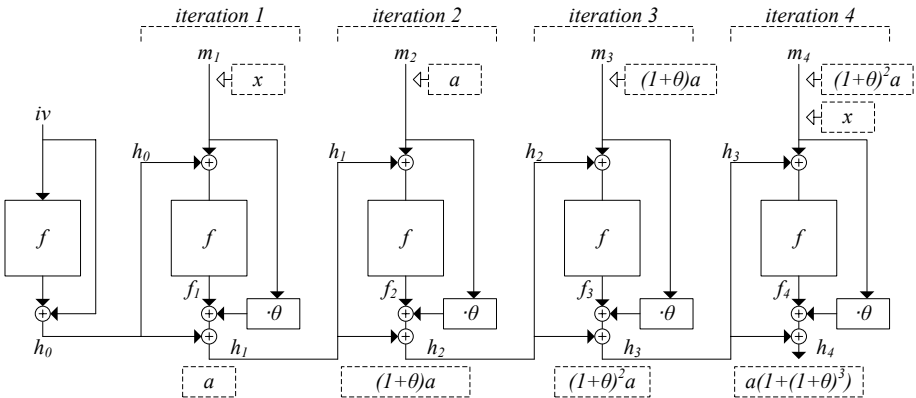 iteration 1 iteration 2 iteration 3 iteration 4
m₁ m₂ m₃ m₄
x a (1+θ)a (1+θ)²a
x
iv
h₀ h₁ h₂ h₃
f f f f f
f₁ f₂ f₃ f₄
·θ ·θ ·θ ·θ
h₀ h₁ h₂ h₃ h₄
a (1+θ)a (1+θ)²a a(1+(1+θ)³)